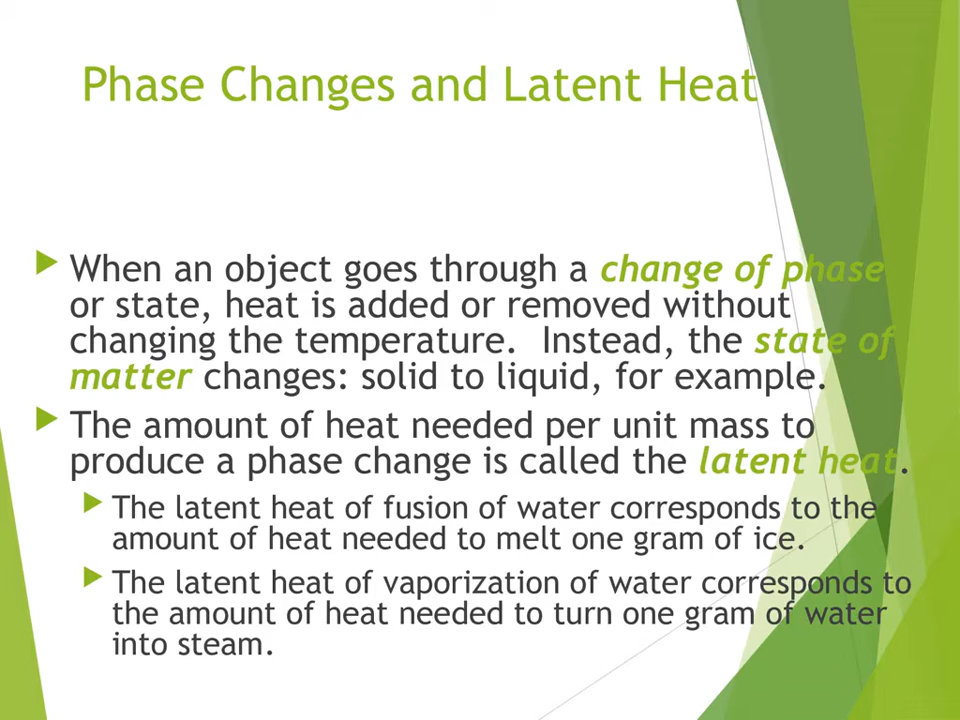 Phase Changes and Latent Heat
When an object goes through a change of phase
or state, heat is added or removed without
changing the temperature.  Instead, the state of
matter changes: solid to liquid, for example.
The amount of heat needed per unit mass to
produce a phase change is called the latent heat.
The latent heat of fusion of water corresponds to the
amount of heat needed to melt one gram of ice.
The latent heat of vaporization of water corresponds to
the amount of heat needed to turn one gram of water
into steam.